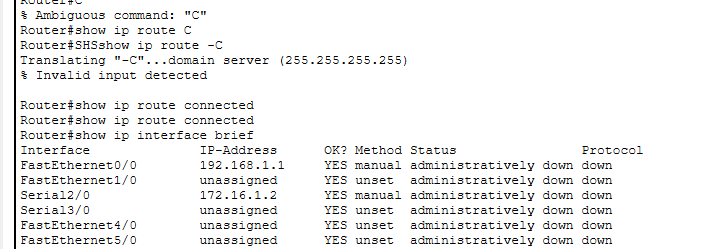 Router#C
% Ambiguous command: "C"
Router#show ip route C
Router#SHSshow ip route -C
Translating "-C"...domain server (255.255.255.255)
% Invalid input detected
Router#show ip route connected
Router#show ip route connected
Router#show ip interface brief
Interface IP-Address OK? Method Status Protocol
FastEthernet0/0 192.168.1.1 YES manual administratively down down
FastEthernet1/0 unassigned YES unset administratively down down
Serial2/0 172.16.1.2 YES manual administratively down down
Serial3/0 unassigned YES unset administratively down down
FastEthernet4/0 unassigned YES unset administratively down down
FastEthernet5/0 unassigned YES unset administratively down down